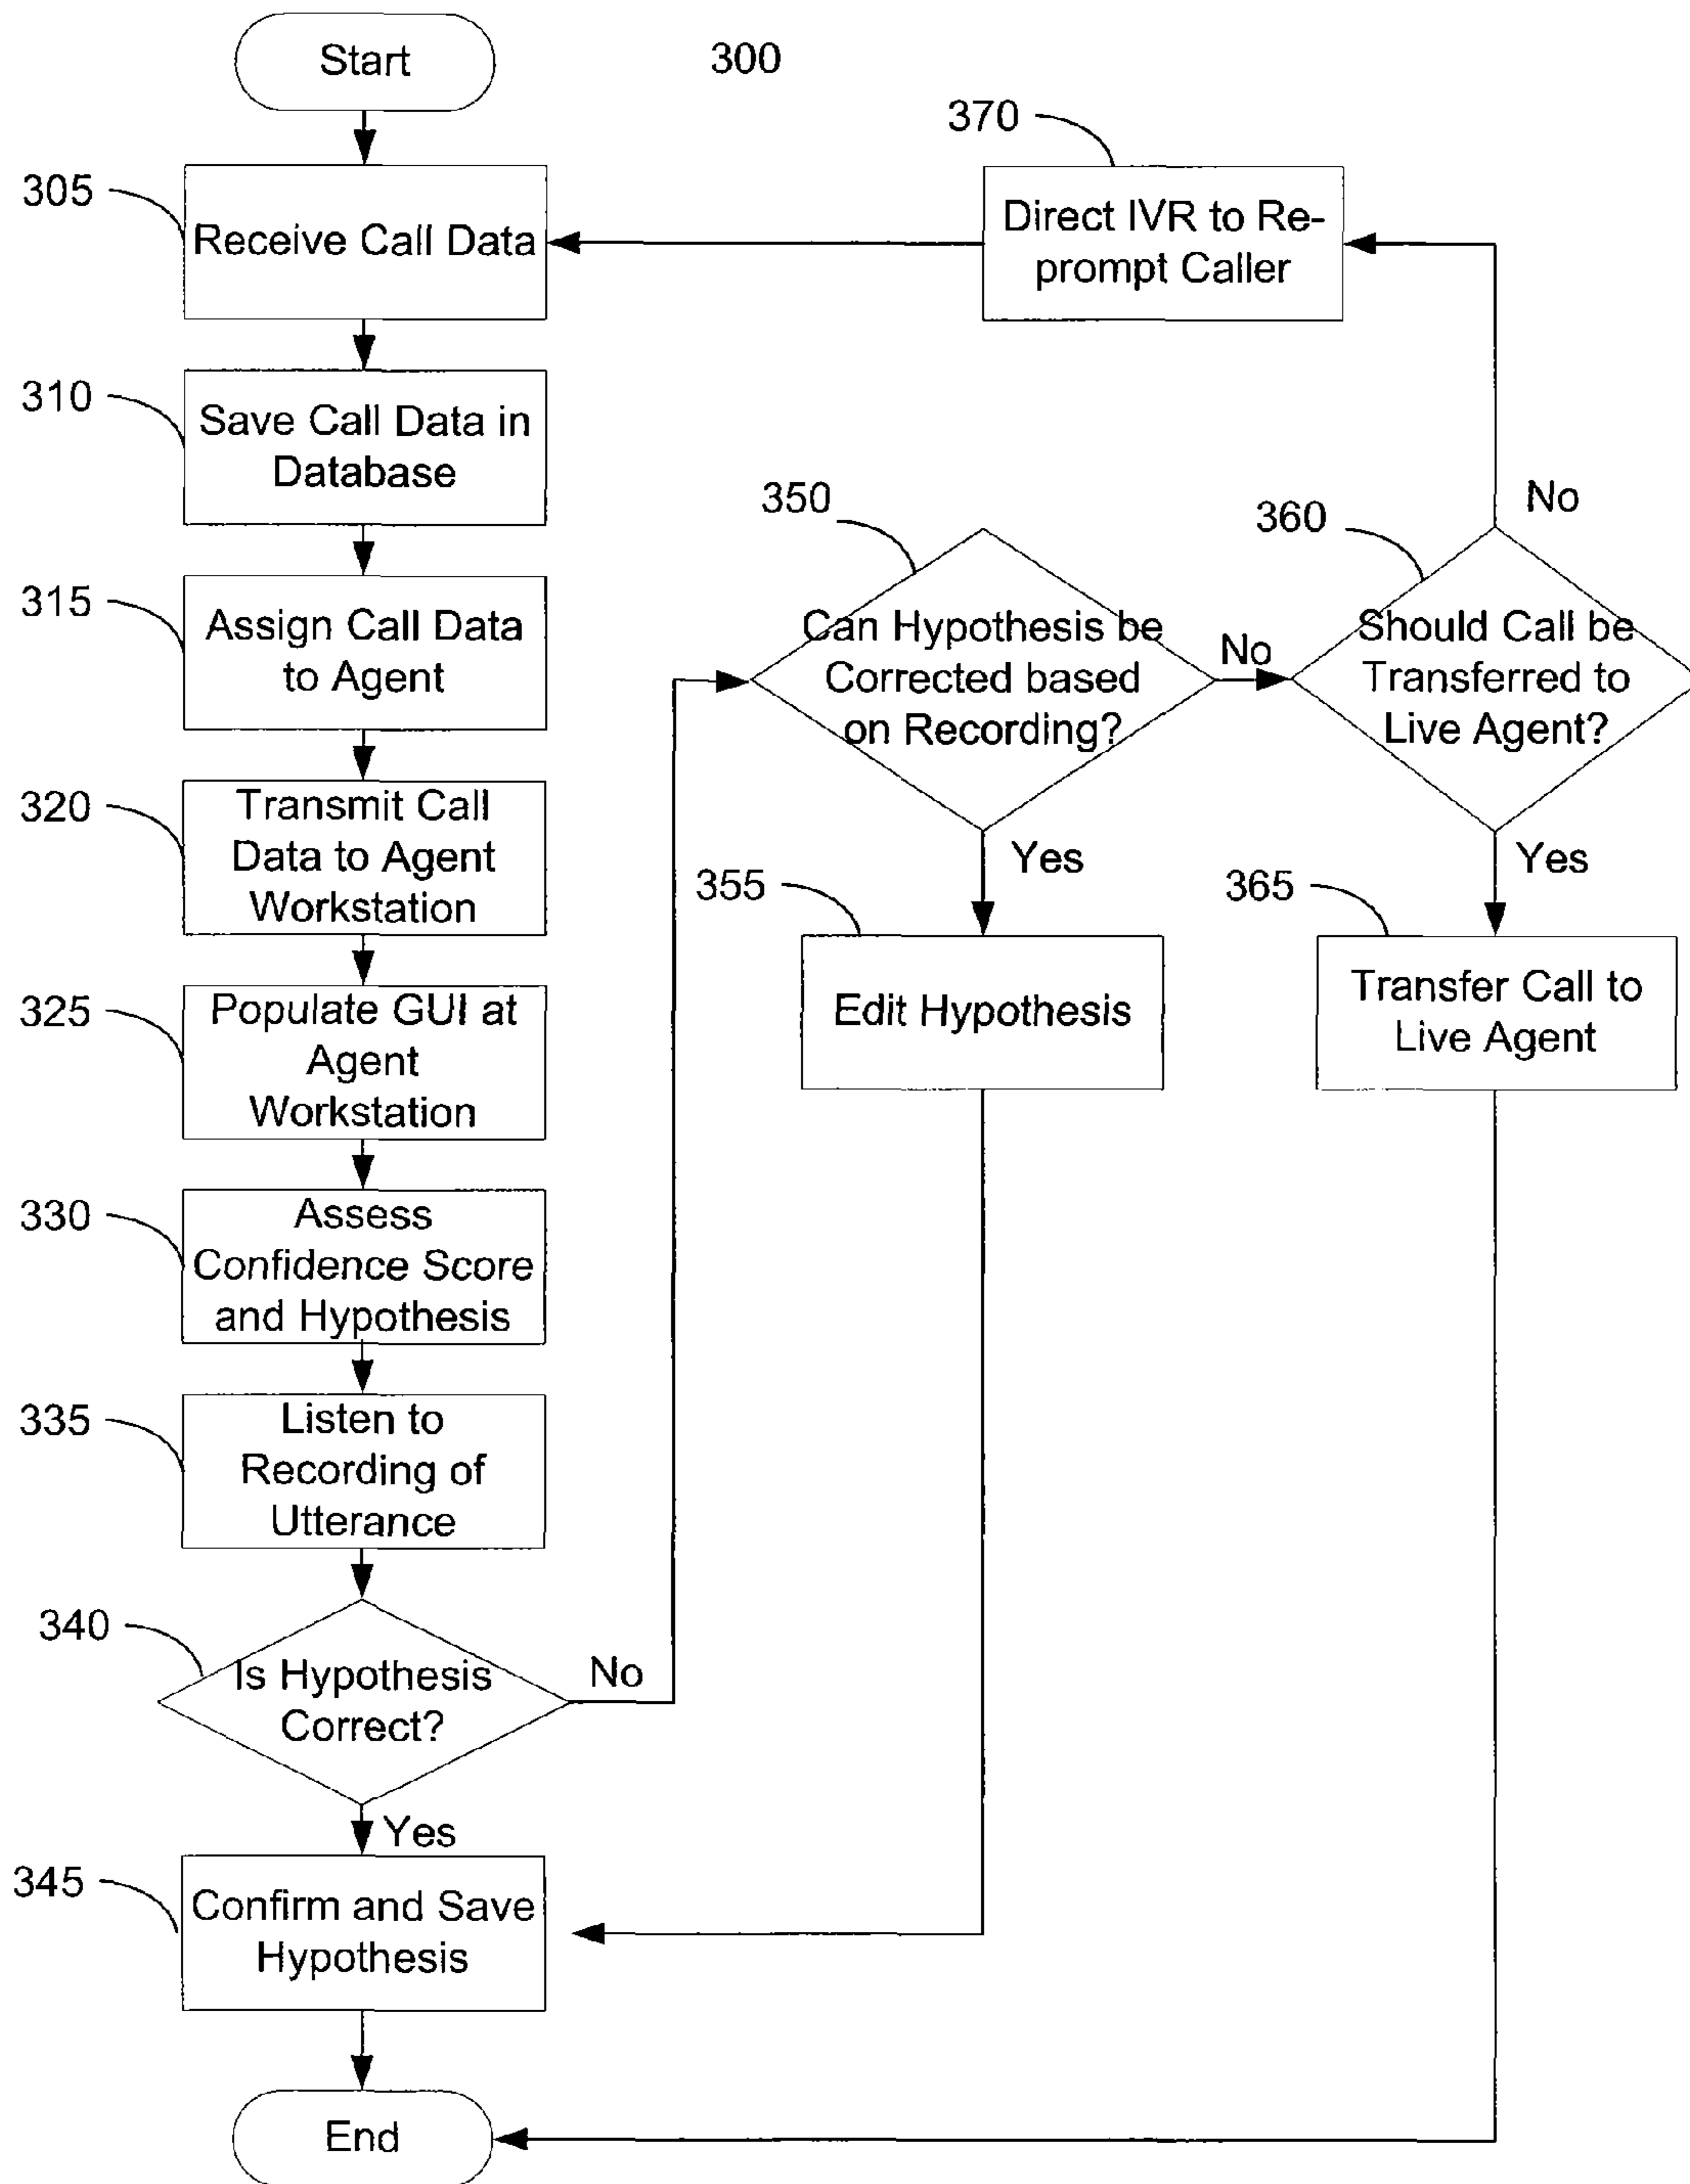 Start
300
370
305
Receive Call Data
Direct IVR to Re-
prompt Caller
310
Save Call Data in
Database
350
360
No
315
Assign Call Data
to Agent
Can Hypothesis be
Corrected based
on Recording?
No
Should Call be
Transferred to
Live Agent?
320
Transmit Call
Data to Agent
Workstation
Yes
Yes
355
365
325
Populate GUI at
Agent
Workstation
Edit Hypothesis
Transfer Call to
Live Agent
330
Assess
Confidence Score
and Hypothesis
335
Listen to
Recording of
Utterance
340
Is Hypothesis
Correct?
No
Yes
345
Confirm and Save
Hypothesis
End